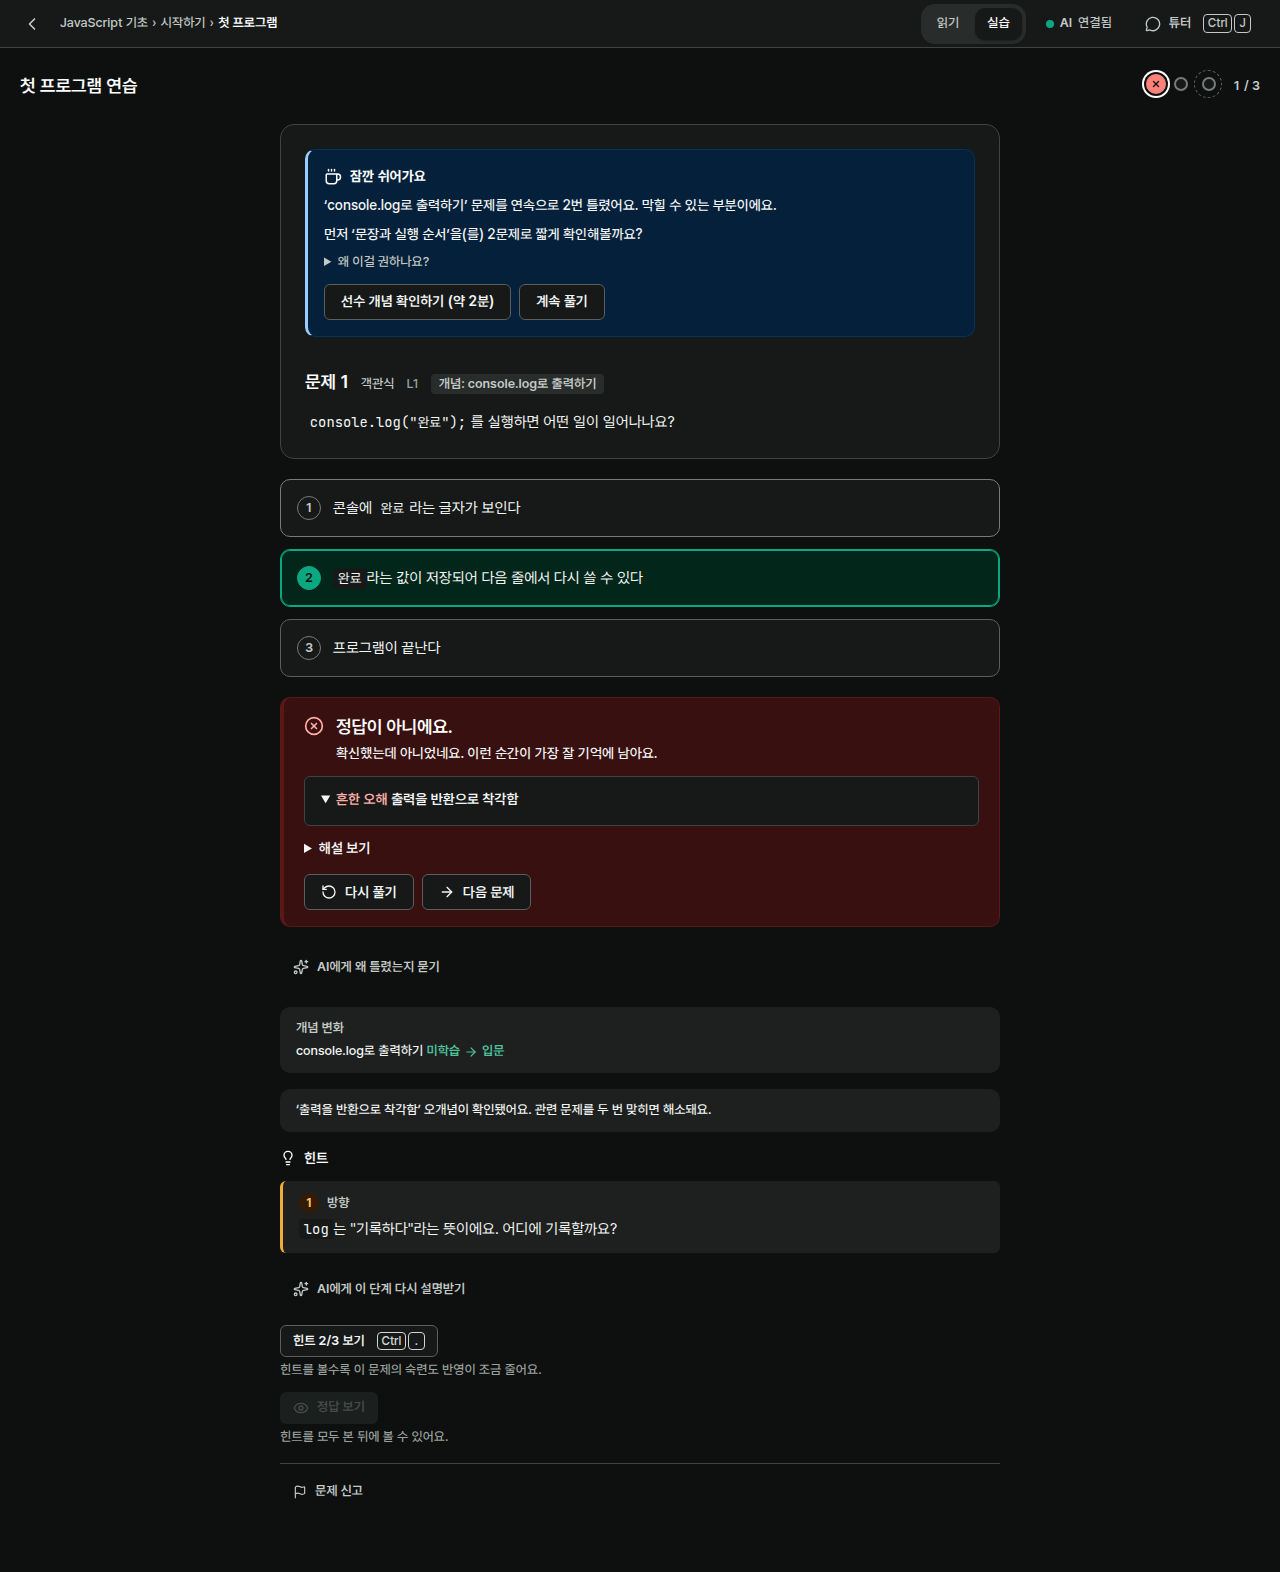 JavaScript 기초 › 시작하기 › 첫 프로그램
읽기 실습 AI 연결됨 튜터 Ctrl J
첫 프로그램 연습
1 / 3
잠깐 쉬어가요
‘console.log로 출력하기’ 문제를 연속으로 2번 틀렸어요. 막힐 수 있는 부분이에요.
먼저 ‘문장과 실행 순서’을(를) 2문제로 짧게 확인해볼까요?
왜 이걸 권하나요?
선수 개념 확인하기 (약 2분) 계속 풀기
문제 1 객관식 L1 개념: console.log로 출력하기
console.log("완료"); 를 실행하면 어떤 일이 일어나나요?
1 콘솔에 완료 라는 글자가 보인다
2 완료 라는 값이 저장되어 다음 줄에서 다시 쓸 수 있다
3 프로그램이 끝난다
정답이 아니에요.
확신했는데 아니었네요. 이런 순간이 가장 잘 기억에 남아요.
흔한 오해 출력을 반환으로 착각함
해설 보기
다시 풀기 다음 문제
AI에게 왜 틀렸는지 묻기
개념 변화
console.log로 출력하기 미학습 → 입문
‘출력을 반환으로 착각함’ 오개념이 확인됐어요. 관련 문제를 두 번 맞히면 해소돼요.
힌트
1 방향
log 는 "기록하다"라는 뜻이에요. 어디에 기록할까요?
AI에게 이 단계 다시 설명받기
힌트 2/3 보기 Ctrl .
힌트를 볼수록 이 문제의 숙련도 반영이 조금 줄어요.
정답 보기
힌트를 모두 본 뒤에 볼 수 있어요.
문제 신고